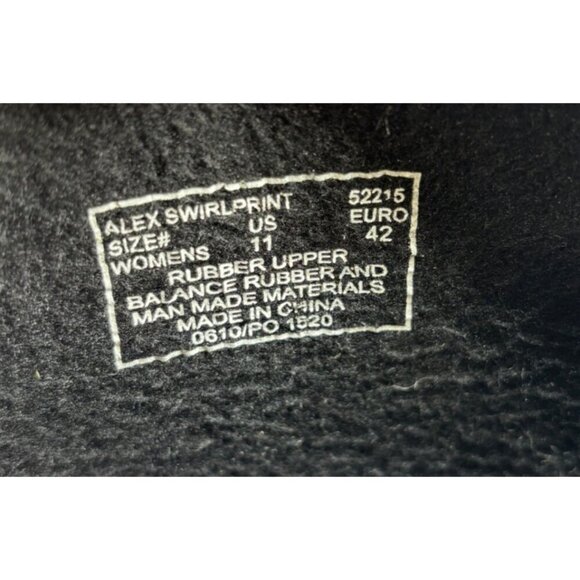 ALEX SWIRLPRINT 52215
SIZE# US EURO
WOMENS 11 42
RUBBER UPPER
BALANCE RUBBER AND
MAN MADE MATERIALS
MADE IN CHINA
0610/PO 1520